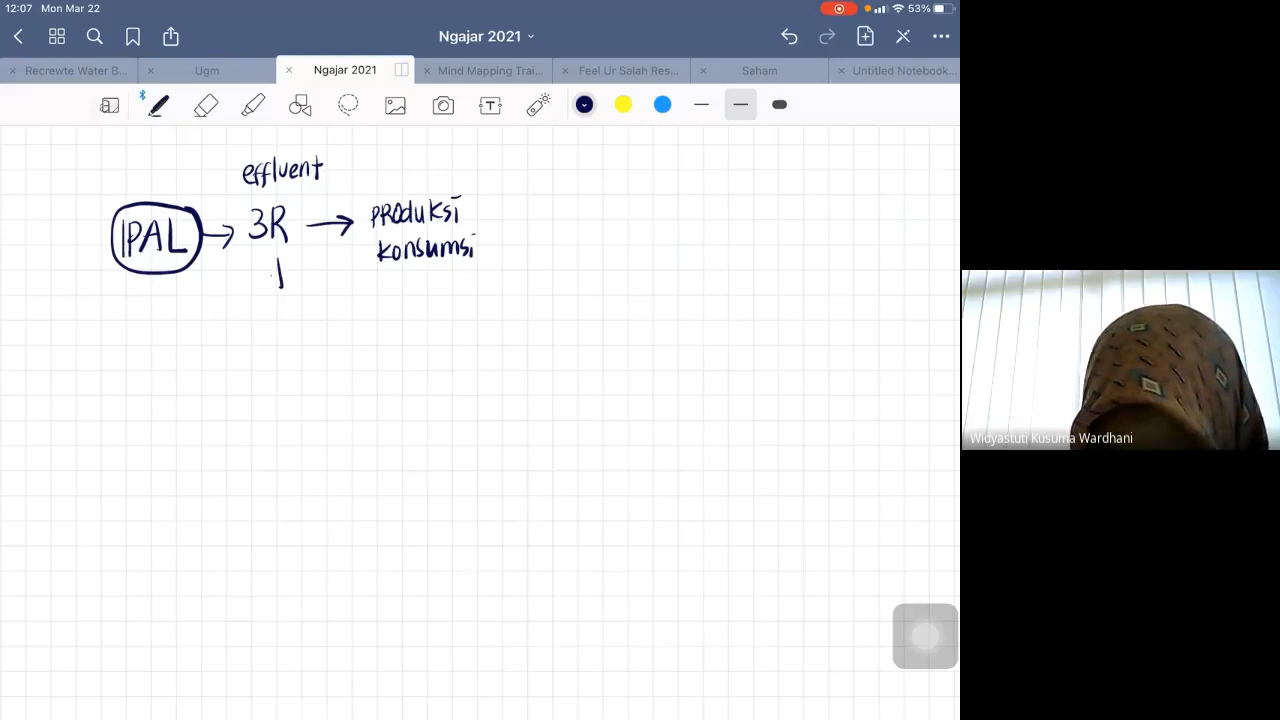 12:07 Mon Mar 22
53%
Ngajar 2021
Recrewte Water B...
Ugm
Ngajar 2021
Mind Mapping Trai...
Feel Ur Salah Res...
Saham
Untitled Notebook...
effluent
IPAL → 3R → PRODUKSI
KONSUMSI
Widyastuti Kusuma Wardhani